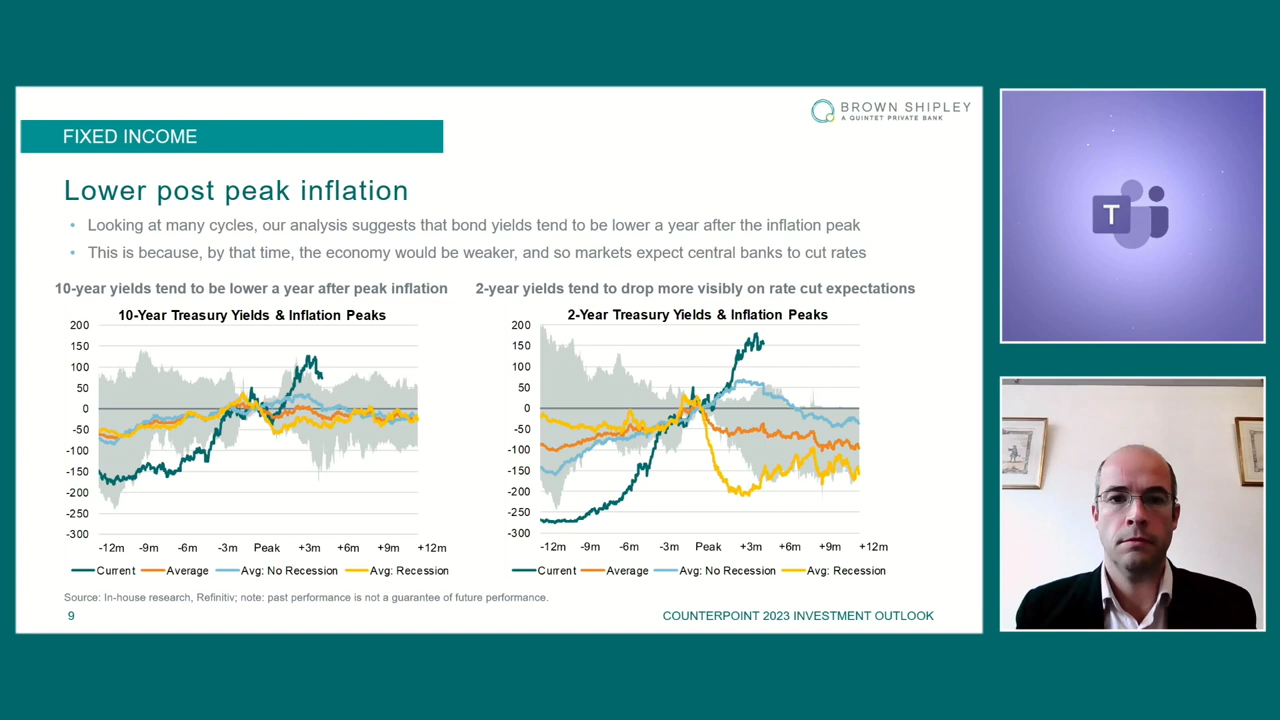 BROWN SHIPLEY
A QUINTET PRIVATE BANK
FIXED INCOME
Lower post peak inflation
• Looking at many cycles, our analysis suggests that bond yields tend to be lower a year after the inflation peak
• This is because, by that time, the economy would be weaker, and so markets expect central banks to cut rates
10-year yields tend to be lower a year after peak inflation
10-Year Treasury Yields & Inflation Peaks
200
150
100
50
0
-50
-100
-150
-200
-250
-300
-12m -9m -6m -3m Peak +3m +6m +9m +12m
Current Average Avg: No Recession Avg: Recession
2-year yields tend to drop more visibly on rate cut expectations
2-Year Treasury Yields & Inflation Peaks
200
150
100
50
0
-50
-100
-150
-200
-250
-300
-12m -9m -6m -3m Peak +3m +6m +9m +12m
Current Average Avg: No Recession Avg: Recession
Source: In-house research, Refinitiv; note: past performance is not a guarantee of future performance.
9
COUNTERPOINT 2023 INVESTMENT OUTLOOK
T